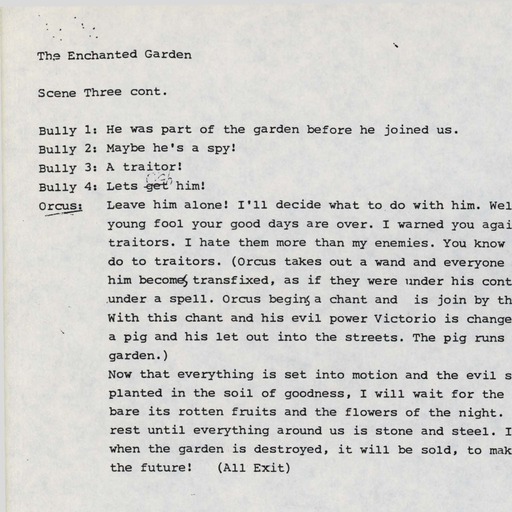 The Enchanted Garden
Scene Three cont.
Bully 1: He was part of the garden before he joined us.
Bully 2: Maybe he's a spy!
Bully 3: A traitor!
Bully 4: Lets get him!
Orcus: Leave him alone! I'll decide what to do with him. Wel
young fool your good days are over. I warned you agai
traitors. I hate them more than my enemies. You know
do to traitors. (Orcus takes out a wand and everyone
him becomes transfixed, as if they were under his cont
under a spell. Orcus begins a chant and is join by th
With this chant and his evil power Victorio is change
a pig and his let out into the streets. The pig runs
garden.)
Now that everything is set into motion and the evil s
planted in the soil of goodness, I will wait for the
bare its rotten fruits and the flowers of the night.
rest until everything around us is stone and steel. I
when the garden is destroyed, it will be sold, to mak
the future! (All Exit)